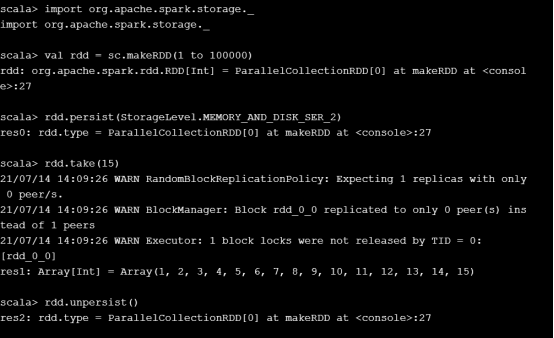 scala> import org.apache.spark.storage._
import org.apache.spark.storage._
scala> val rdd = sc.makeRDD(1 to 100000)
rdd: org.apache.spark.rdd.RDD[Int] = ParallelCollectionRDD[0] at makeRDD at <consol
e>:27
scala> rdd.persist(StorageLevel.MEMORY_AND_DISK_SER_2)
res0: rdd.type = ParallelCollectionRDD[0] at makeRDD at <console>:27
scala> rdd.take(15)
21/07/14 14:09:26 WARN RandomBlockReplicationPolicy: Expecting 1 replicas with only
 0 peer/s.
21/07/14 14:09:26 WARN BlockManager: Block rdd_0_0 replicated to only 0 peer(s) ins
tead of 1 peers
21/07/14 14:09:26 WARN Executor: 1 block locks were not released by TID = 0:
[rdd_0_0]
res1: Array[Int] = Array(1, 2, 3, 4, 5, 6, 7, 8, 9, 10, 11, 12, 13, 14, 15)
scala> rdd.unpersist()
res2: rdd.type = ParallelCollectionRDD[0] at makeRDD at <console>:27